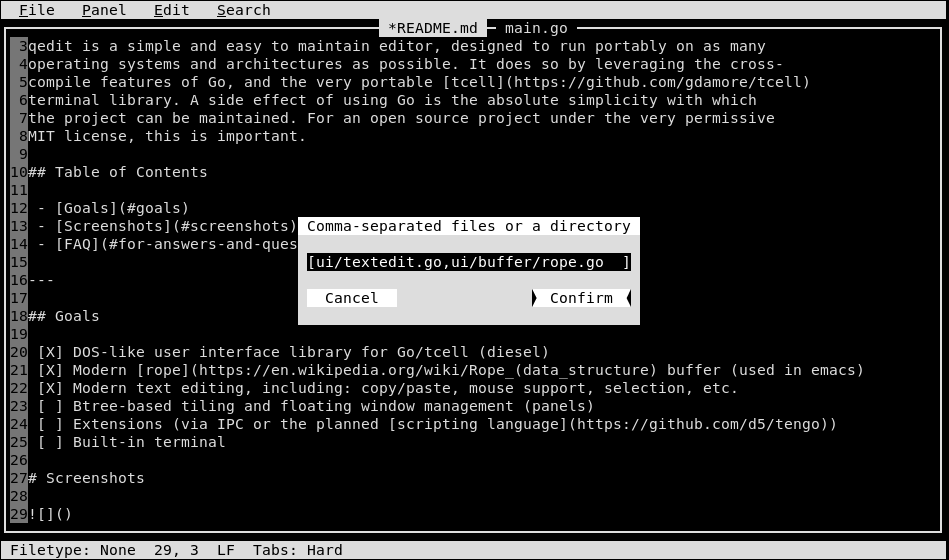 File Panel Edit Search
*README.md main.go
3 qedit is a simple and easy to maintain editor, designed to run portably on as many
4 operating systems and architectures as possible. It does so by leveraging the cross-
5 compile features of Go, and the very portable [tcell](https://github.com/gdamore/tcell)
6 terminal library. A side effect of using Go is the absolute simplicity with which
7 the project can be maintained. For an open source project under the very permissive
8 MIT license, this is important.
9
10 ## Table of Contents
11
12 - [Goals](#goals)
13 - [Screenshots](#screenshots)
14 - [FAQ](#for-answers-and-ques
15
16 ---
17
18 ## Goals
19
20 [X] DOS-like user interface library for Go/tcell (diesel)
21 [X] Modern [rope](https://en.wikipedia.org/wiki/Rope_(data_structure) buffer (used in emacs)
22 [X] Modern text editing, including: copy/paste, mouse support, selection, etc.
23 [ ] Btree-based tiling and floating window management (panels)
24 [ ] Extensions (via IPC or the planned [scripting language](https://github.com/d5/tengo))
25 [ ] Built-in terminal
26
27 # Screenshots
28
29 ![]()
Comma-separated files or a directory
[ui/textedit.go,ui/buffer/rope.go ]
Cancel Confirm
Filetype: None 29, 3 LF Tabs: Hard